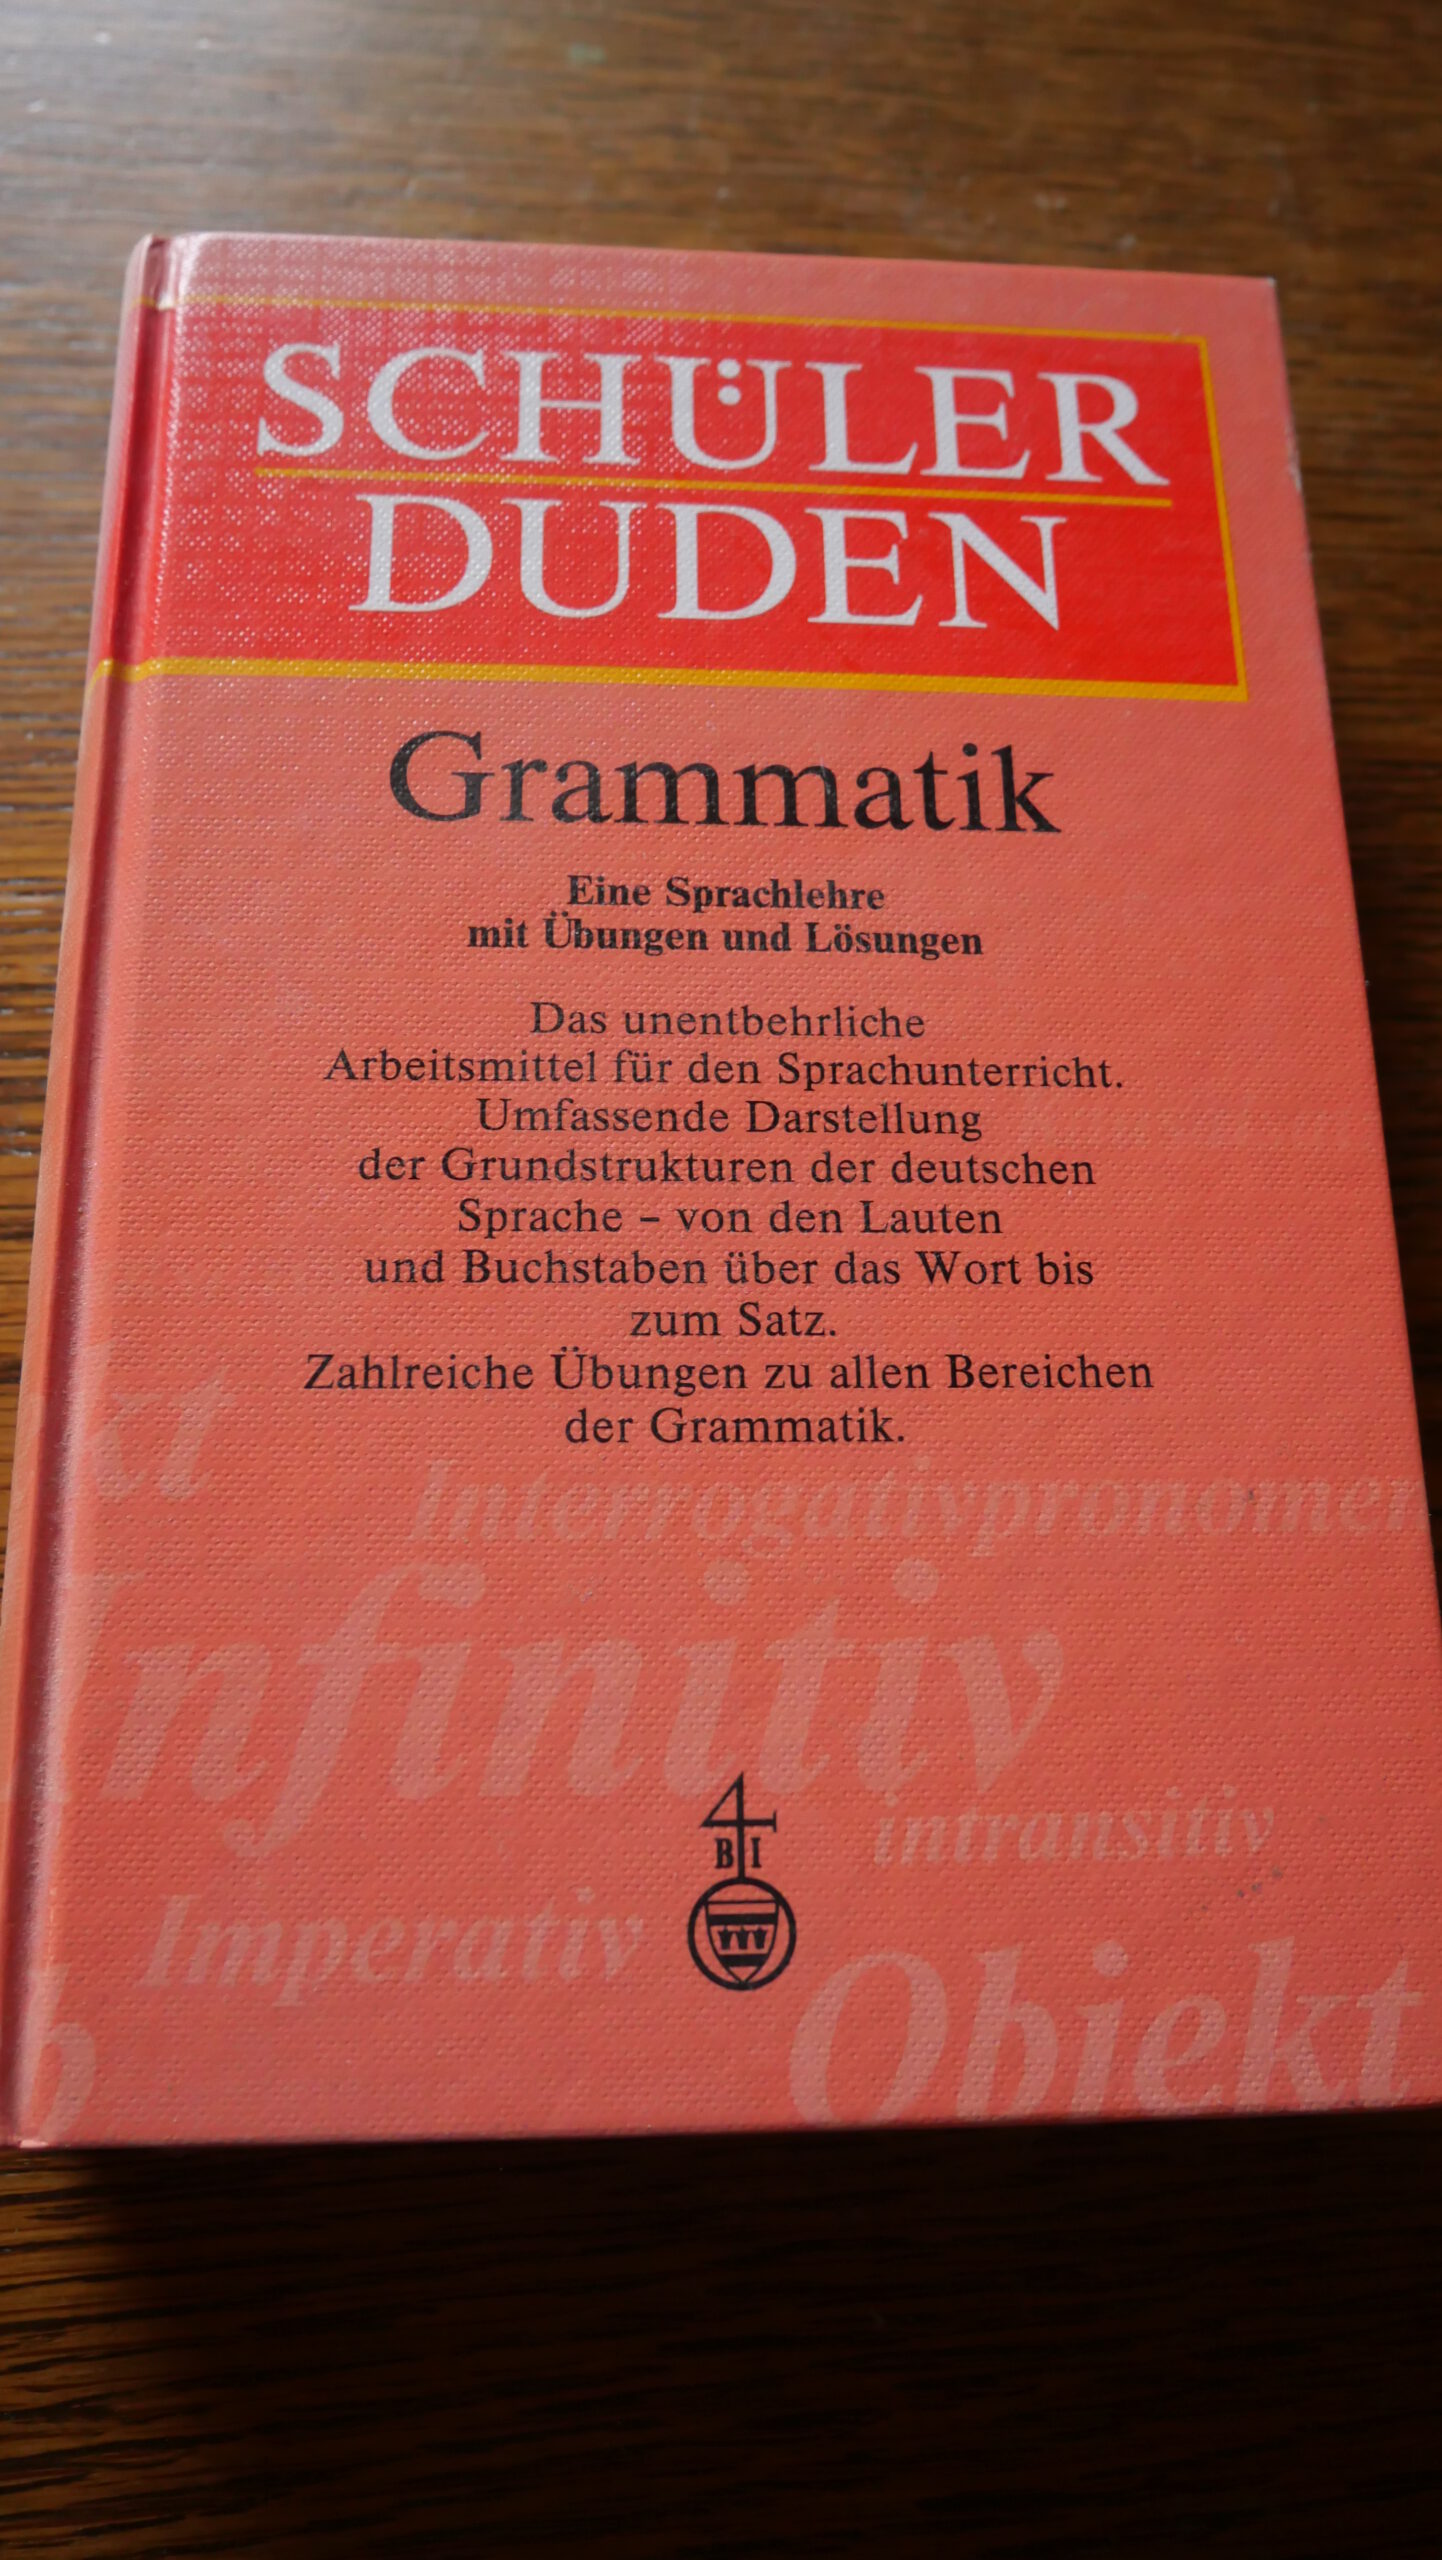 SCHÜLER
DUDEN
Grammatik
Eine Sprachlehre
mit Übungen und Lösungen
Das unentbehrliche
Arbeitsmittel für den Sprachunterricht.
Umfassende Darstellung
der Grundstrukturen der deutschen
Sprache – von den Lauten
und Buchstaben über das Wort bis
zum Satz.
Zahlreiche Übungen zu allen Bereichen
der Grammatik.
kt
Interrogativpronomen
Infinitiv
intransitiv
B I
Imperativ
Objekt